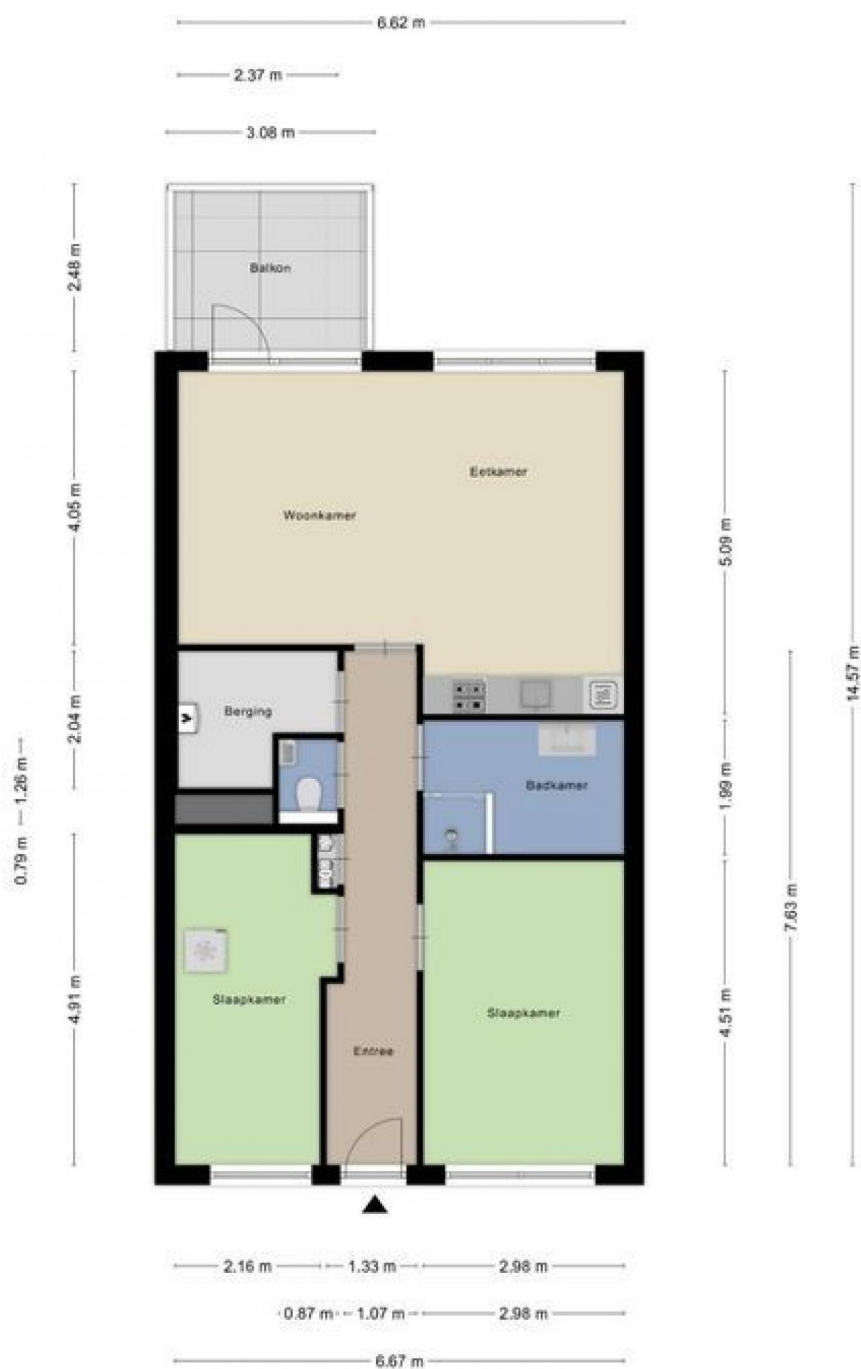 6.62 m
2.37 m
3.08 m
2.48 m
Balkon
4.05 m
Eetkamer
Woonkamer
5.09 m
14.57 m
2.04 m
Berging
Badkamer
1.99 m
0.79 m
1.26 m
7.63 m
4.91 m
Slaapkamer
Slaapkamer
4.51 m
Entree
2.16 m
1.33 m
2.98 m
0.87 m
1.07 m
2.98 m
6.67 m